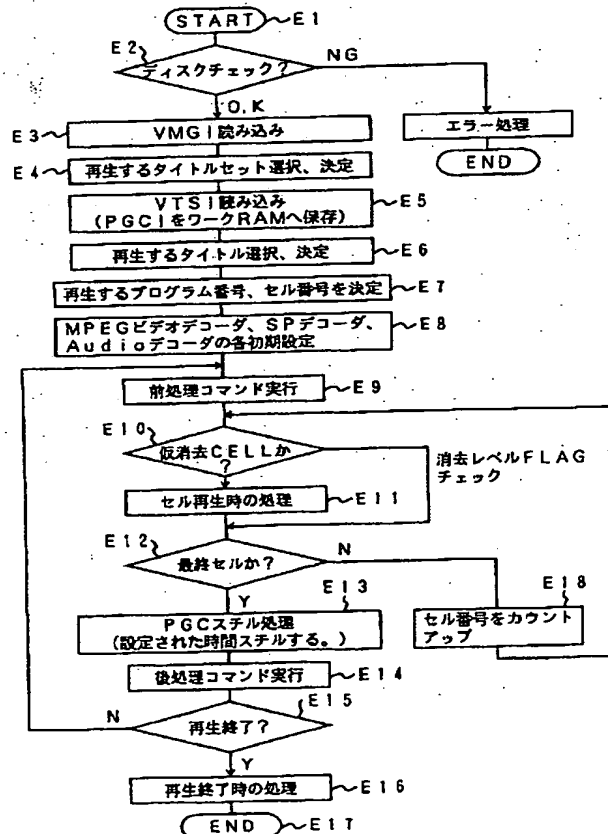 START E1
E2 ディスクチェック? NG
O.K
E3 VMGI読み込み エラー処理
END
E4 再生するタイトルセット選択、決定
VTSI読み込み E5
(PGCIをワークRAMへ保存)
再生するタイトル選択、決定 E6
再生するプログラム番号、セル番号を決定 E7
MPEGビデオデコーダ、SPデコーダ、 E8
Audioデコーダの各初期設定
前処理コマンド実行 E9
E10 仮消去CELLか
?
消去レベルFLAG
チェック
セル再生時の処理 E11
E12 最終セルか? N
Y E13 E18
PGCスチル処理
(設定された時間スチルする。)
セル番号をカウント
アップ
後処理コマンド実行 E14
N 再生終了? E15
Y
再生終了時の処理 E16
END E17